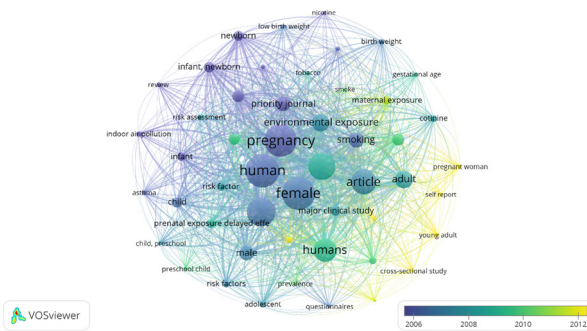 nicotine
low birth weight
newborn
birth weight
infant, newborn
tobacco
gestational age
review
smoke
maternal exposure
priority journal
risk assessment
environmental exposure
cotinine
indoor air pollution
pregnancy
smoking
infant
human
pregnant woman
article
adult
risk factor
female
asthma
self report
child
major clinical study
prenatal exposure delayed effe
young adult
child, preschool
humans
male
preschool child
cross-sectional study
risk factors
prevalence
adolescent
questionnaires
VOSviewer
2006 2008 2010 2012